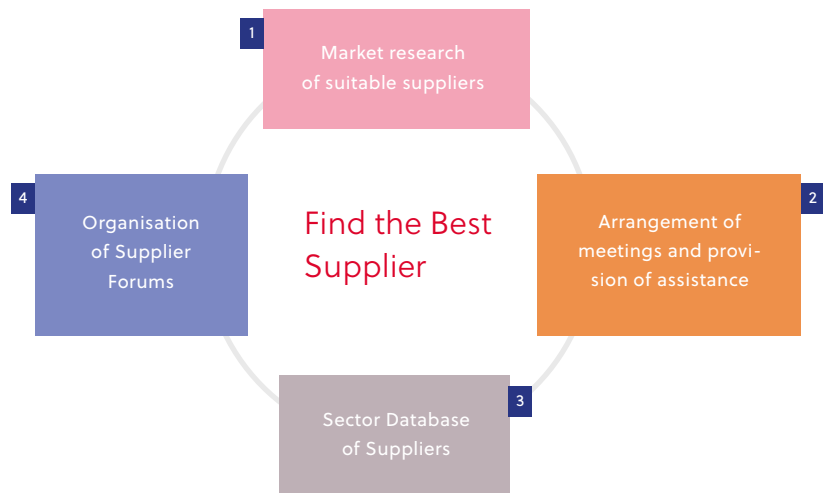 1
Market research
of suitable suppliers
2
Arrangement of
meetings and provi-
sion of assistance
3
Sector Database
of Suppliers
4
Organisation
of Supplier
Forums
Find the Best
Supplier